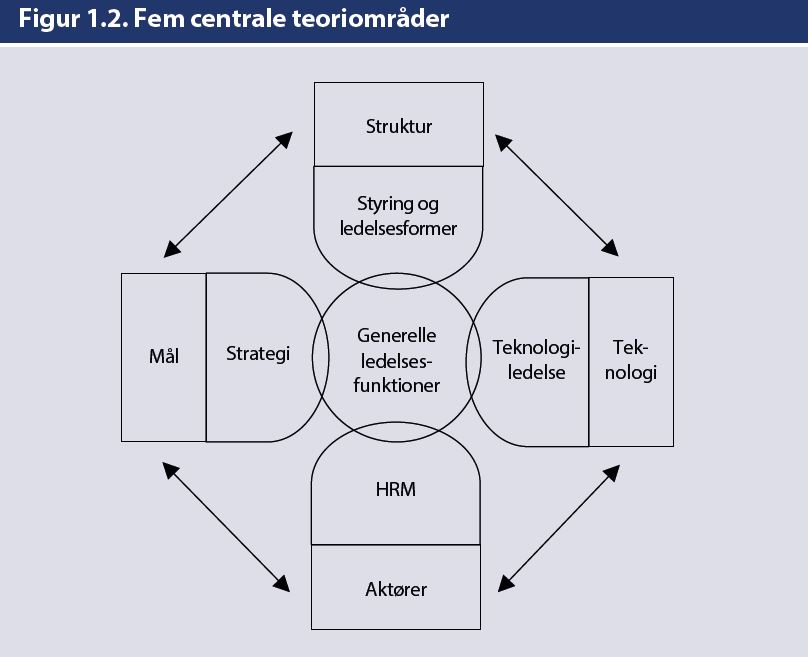 Figur 1.2. Fem centrale teoriområder
Struktur
Styring og
ledelsesformer
Mål
Strategi
Generelle
ledelses-
funktioner
Teknologi-
ledelse
Tek-
nologi
HRM
Aktører